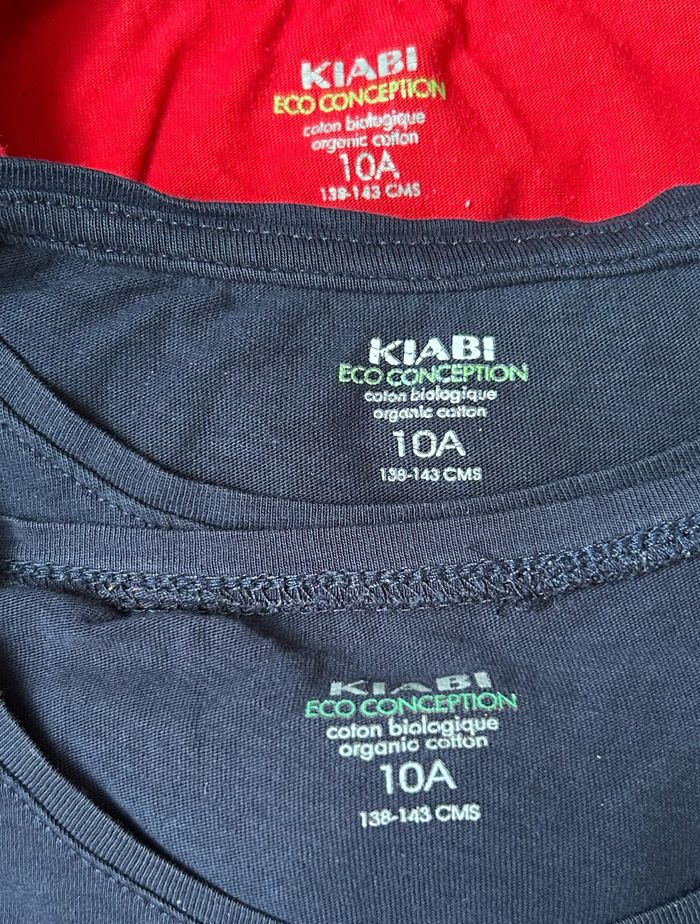 KIABI
ECO CONCEPTION
coton biologique
organic cotton
10A
138-143 CMS
KIABI
ECO CONCEPTION
coton biologique
organic cotton
10A
138-143 CMS
KIABI
ECO CONCEPTION
coton biologique
organic cotton
10A
138-143 CMS